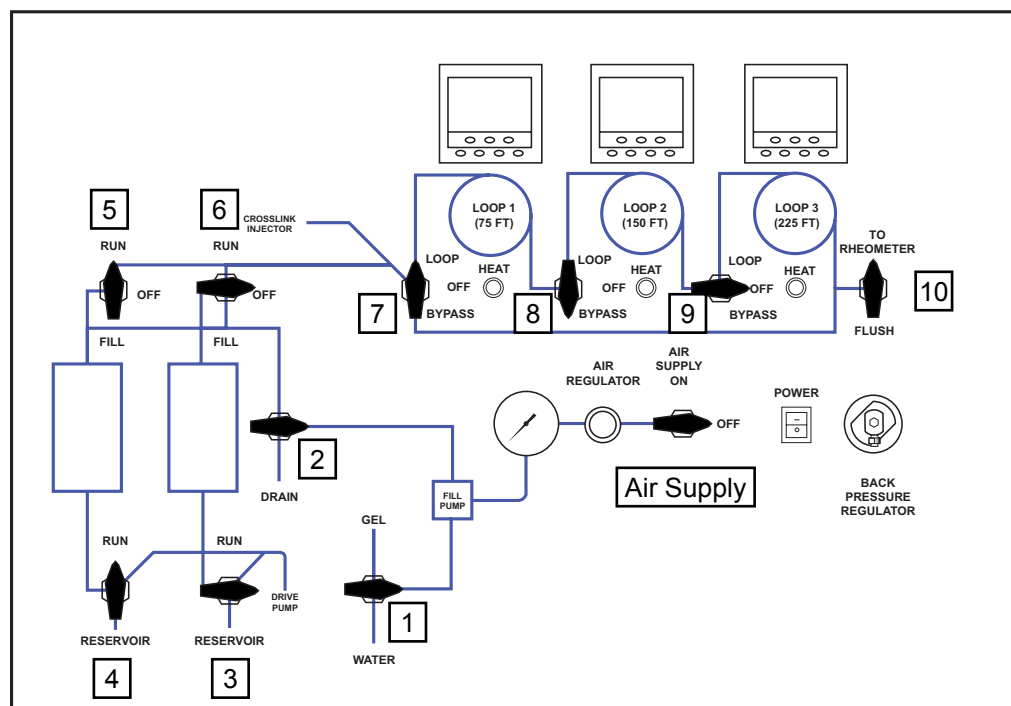 5
6
RUN
CROSSLINK
INJECTOR
RUN
OFF
OFF
FILL
FILL
LOOP 1
(75 FT)
LOOP 2
(150 FT)
LOOP 3
(225 FT)
LOOP
HEAT
OFF
BYPASS
7
LOOP
HEAT
OFF
BYPASS
8
LOOP
HEAT
OFF
BYPASS
9
TO
RHEOMETER
10
FLUSH
2
DRAIN
AIR
REGULATOR
AIR
SUPPLY
ON
OFF
POWER
Air Supply
BACK
PRESSURE
REGULATOR
FILL
PUMP
GEL
1
WATER
RUN
RUN
DRIVE
PUMP
RESERVOIR
RESERVOIR
4
3